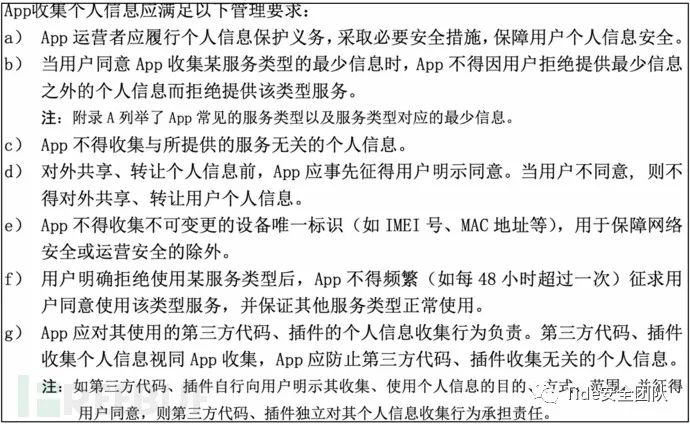 App收集个人信息应满足以下管理要求：
a） App 运营者应履行个人信息保护义务，采取必要安全措施，保障用户个人信息安全。
b） 当用户同意 App 收集某服务类型的最少信息时，App 不得因用户拒绝提供最少信息
之外的个人信息而拒绝提供该类型服务。
注：附录 A 列举了 App 常见的服务类型以及服务类型对应的最少信息。
c） App 不得收集与所提供的服务无关的个人信息。
d） 对外共享、转让个人信息前，App 应事先征得用户明示同意。当用户不同意，则不
得对外共享、转让用户个人信息。
e） App 不得收集不可变更的设备唯一标识（如 IMEI 号、MAC 地址等），用于保障网络
安全或运营安全的除外。
f） 用户明确拒绝使用某服务类型后，App 不得频繁（如每 48 小时超过一次）征求用
户同意使用该类型服务，并保证其他服务类型正常使用。
g） App 应对其使用的第三方代码、插件的个人信息收集行为负责。第三方代码、插件
收集个人信息视同 App 收集，App 应防止第三方代码、插件收集无关的个人信息。
注：如第三方代码、插件自行向用户明示其收集、使用个人信息的目的、方式、范围，并征得
用户同意，则第三方代码、插件独立对其个人信息收集行为承担责任。
FREEBUF
Tide安全团队